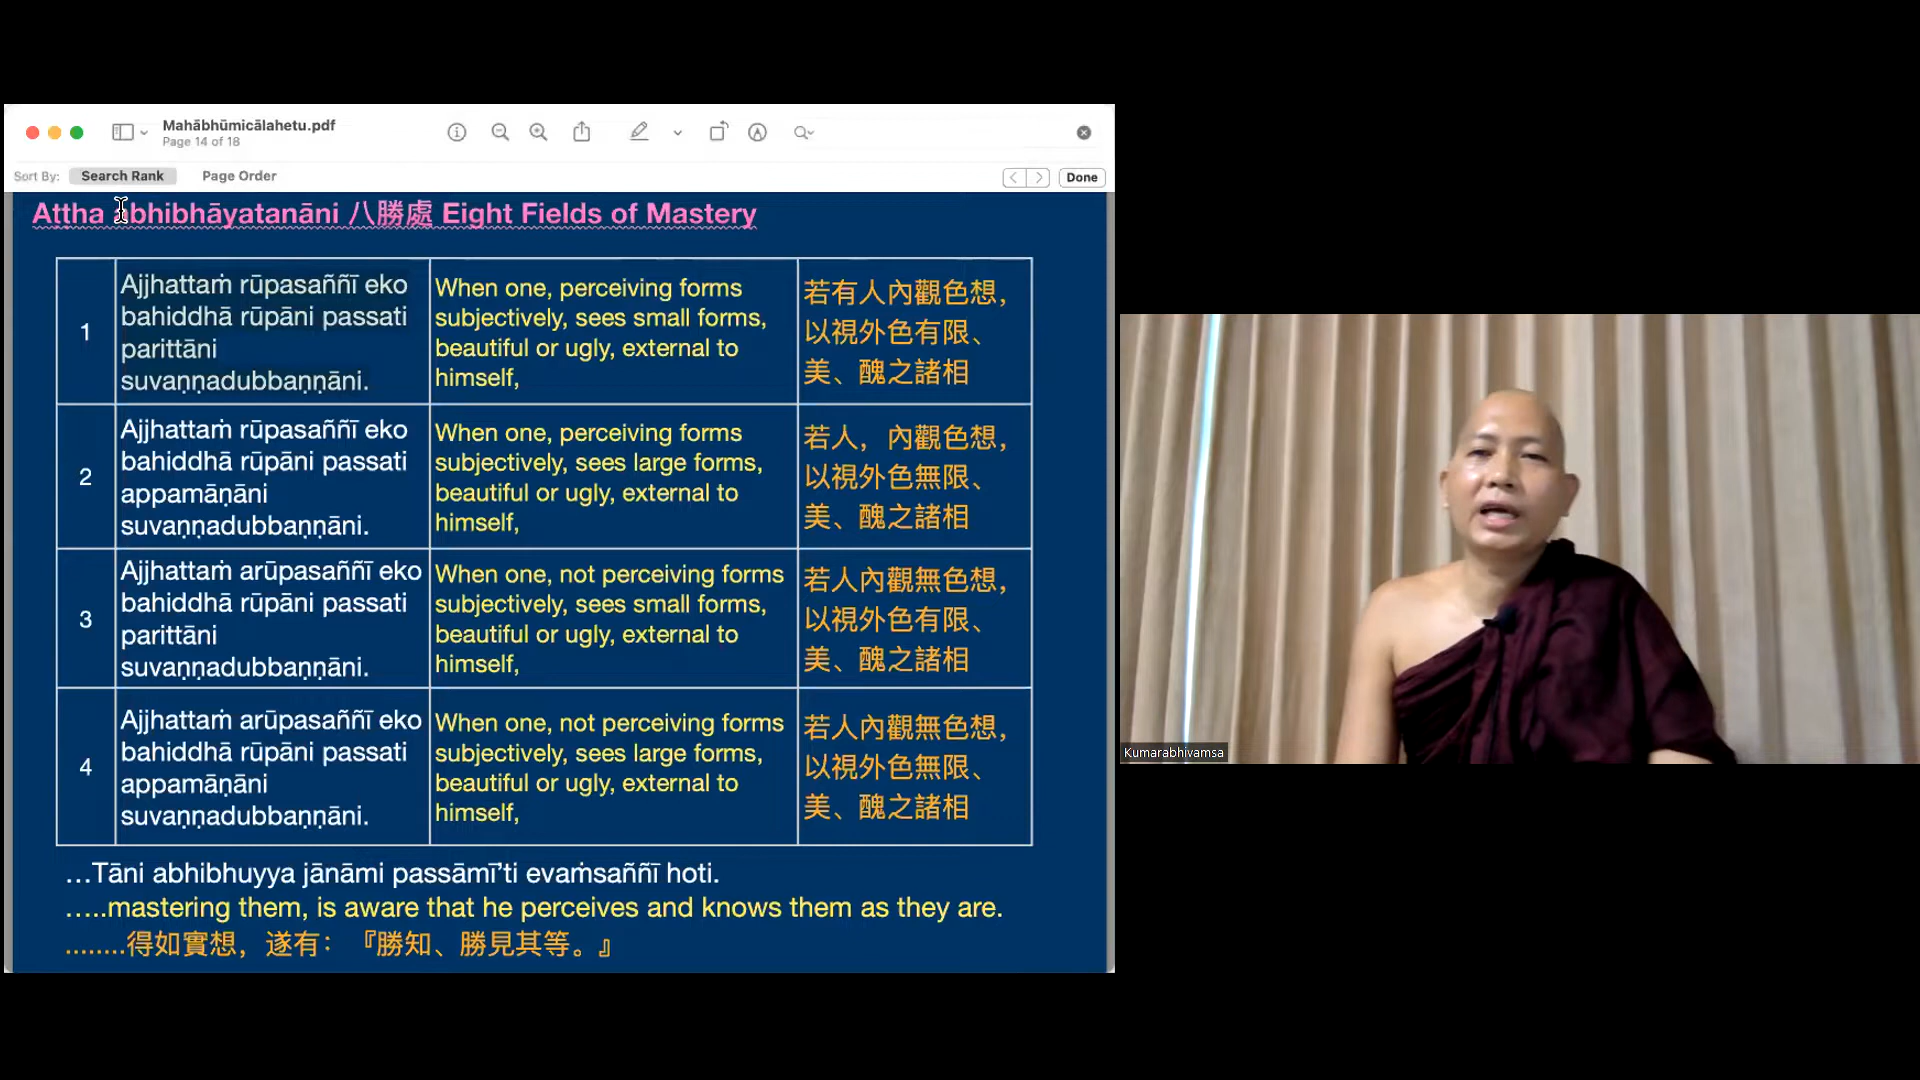 Mahābhūmicālahetu.pdf
Page 14 of 18
Sort By:
Search Rank
Page Order
Done
Aṭṭha abhibhāyatanāni 八勝處 Eight Fields of Mastery
1
Ajjhattaṁ rūpasaññī eko
bahiddhā rūpāni passati
parittāni
suvaṇṇadubbaṇṇāni.
When one, perceiving forms
subjectively, sees small forms,
beautiful or ugly, external to
himself,
若有人內觀色想，
以視外色有限、
美、醜之諸相
2
Ajjhattaṁ rūpasaññī eko
bahiddhā rūpāni passati
appamāṇāni
suvaṇṇadubbaṇṇāni.
When one, perceiving forms
subjectively, sees large forms,
beautiful or ugly, external to
himself,
若人，內觀色想，
以視外色無限、
美、醜之諸相
3
Ajjhattaṁ arūpasaññī eko
bahiddhā rūpāni passati
parittāni
suvaṇṇadubbaṇṇāni.
When one, not perceiving forms
subjectively, sees small forms,
beautiful or ugly, external to
himself,
若人內觀無色想，
以視外色有限、
美、醜之諸相
4
Ajjhattaṁ arūpasaññī eko
bahiddhā rūpāni passati
appamāṇāni
suvaṇṇadubbaṇṇāni.
When one, not perceiving forms
subjectively, sees large forms,
beautiful or ugly, external to
himself,
若人內觀無色想，
以視外色無限、
美、醜之諸相
…Tāni abhibhuyya jānāmi passāmī’ti evaṁsaññī hoti.
…..mastering them, is aware that he perceives and knows them as they are.
........得如實想，遂有：『勝知、勝見其等。』
Kumarabhivamsa